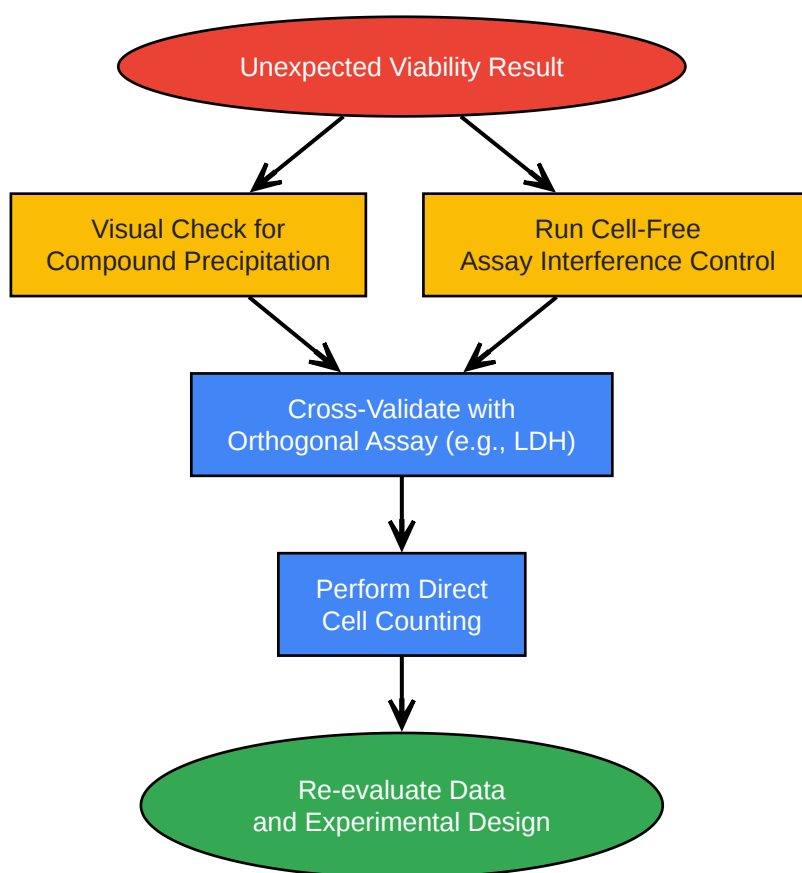 Unexpected Viability Result
Visual Check for
Compound Precipitation
Run Cell-Free
Assay Interference Control
Cross-Validate with
Orthogonal Assay (e.g., LDH)
Perform Direct
Cell Counting
Re-evaluate Data
and Experimental Design